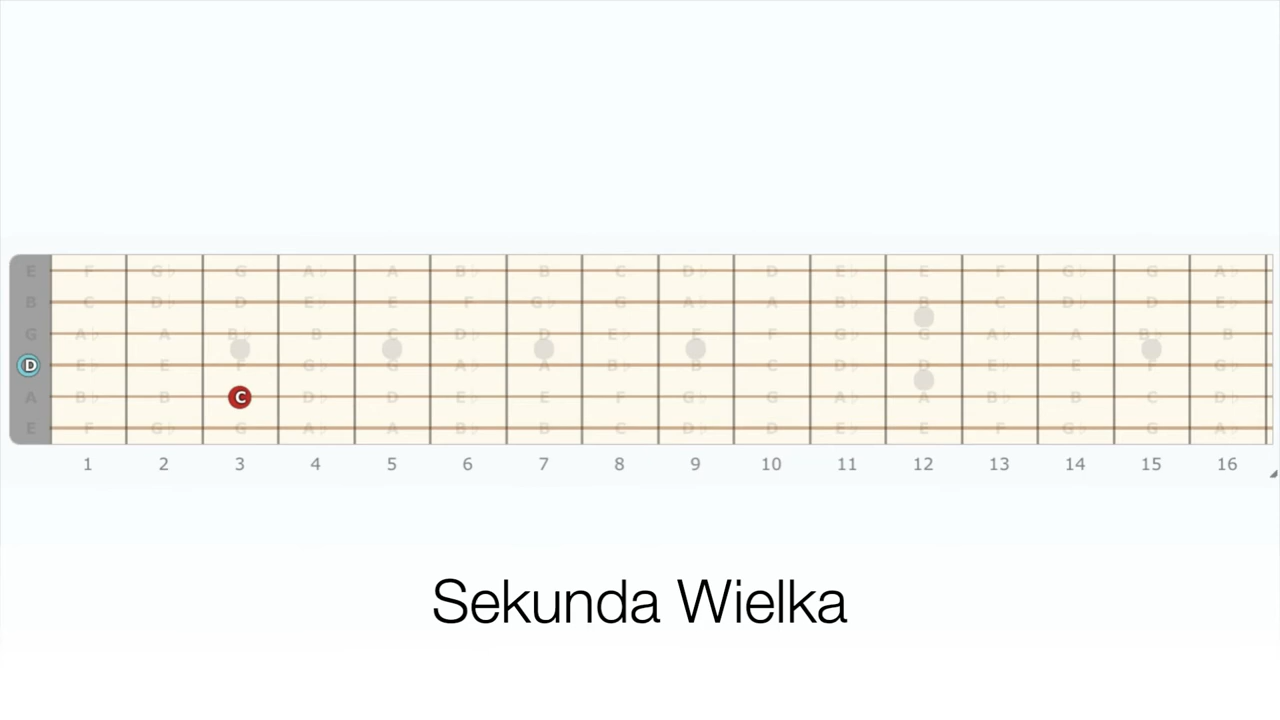 E F G♭ G A♭ A B♭ B C D♭ D E♭ E F G♭ G A♭
B C D♭ D E♭ E F G♭ G A♭ A B♭ B C D♭ D E♭
G A♭ A B♭ B C D♭ D E♭ E F G♭ G A♭ A B♭ B
D E♭ E F G♭ G A♭ A B♭ B C D♭ D E♭ E F G♭
A B♭ B C D♭ D E♭ E F G♭ G A♭ A B♭ B C D♭
E F G♭ G A♭ A B♭ B C D♭ D E♭ E F G♭ G A♭
1 2 3 4 5 6 7 8 9 10 11 12 13 14 15 16
Sekunda Wielka